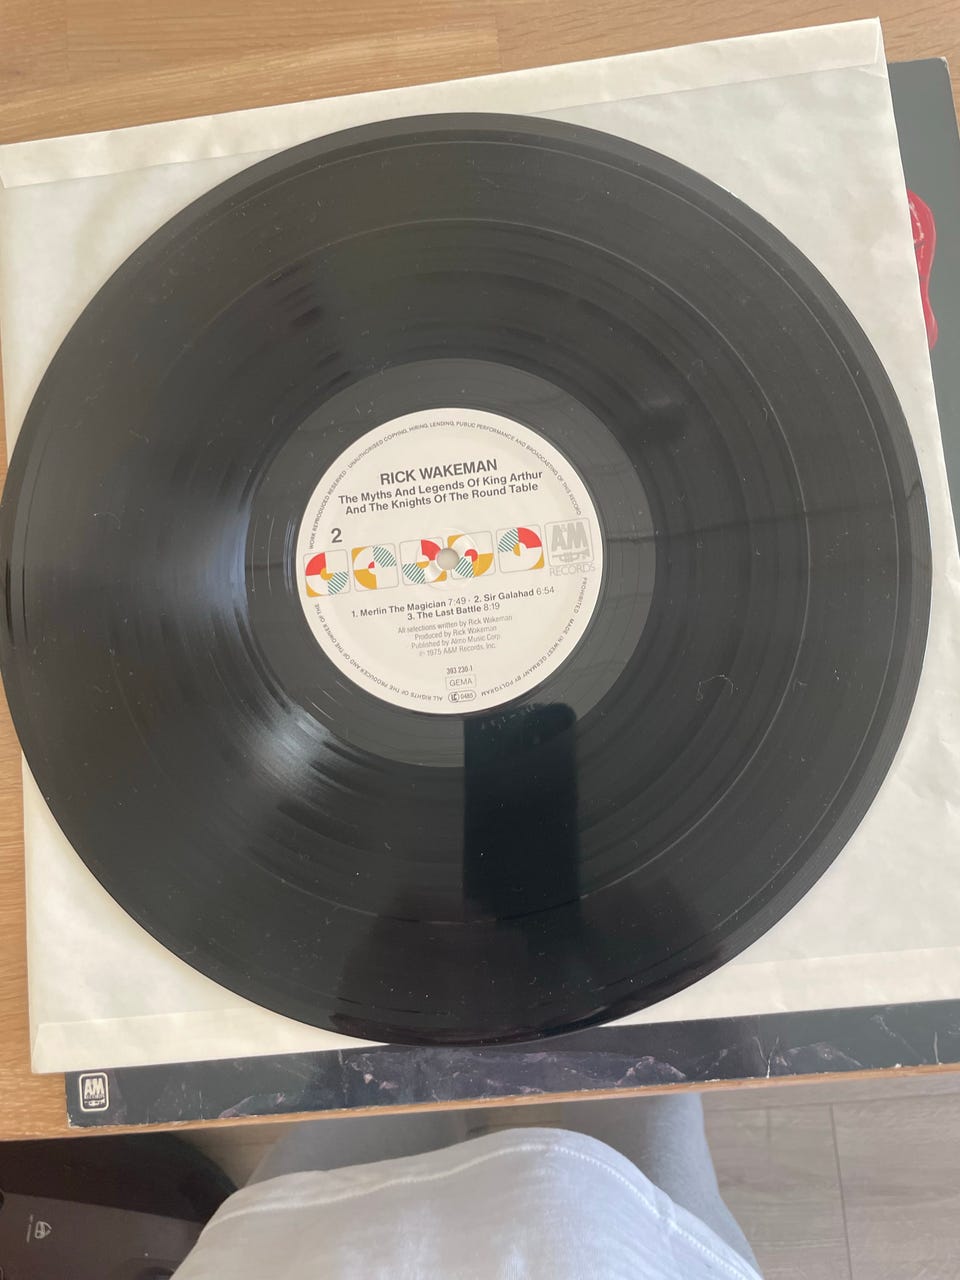 WORK REPRODUCED RESERVED · UNAUTHORISED COPYING, HIRING, LENDING, PUBLIC PERFORMANCE AND BROADCASTING OF THIS RECORD
RICK WAKEMAN
The Myths And Legends Of King Arthur
And The Knights Of The Round Table
2
A&M
RECORDS
1. Merlin The Magician 7:49 · 2. Sir Galahad 6:54
3. The Last Battle 8:19
All selections written by Rick Wakeman
Produced by Rick Wakeman
Published by Almo Music Corp.
℗ 1975 A&M Records, Inc.
393 230-1
GEMA
LC 0485
PROHIBITED · MADE IN WEST GERMANY BY POLYGRAM
ALL RIGHTS OF THE PRODUCER AND OF THE OWNER OF THE
A&M
RECORDS